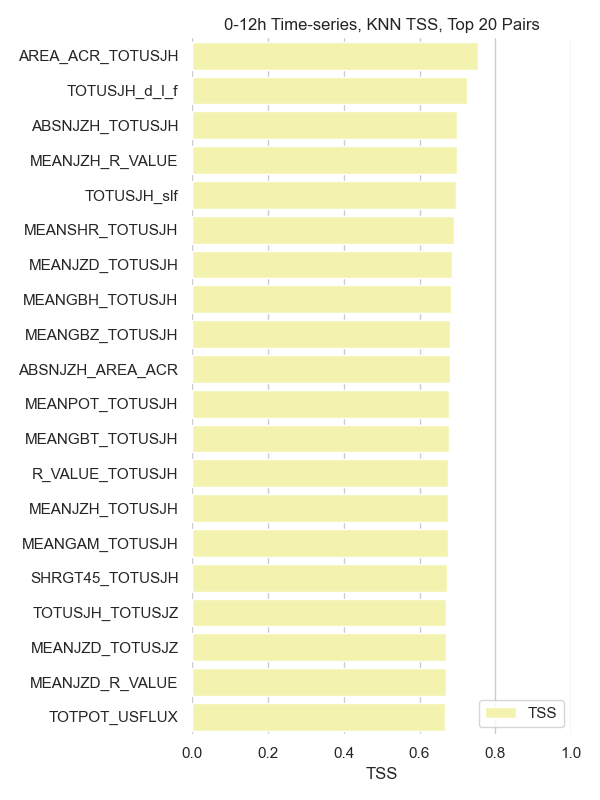 0-12h Time-series, KNN TSS, Top 20 Pairs
AREA_ACR_TOTUSJH
TOTUSJH_d_l_f
ABSNJZH_TOTUSJH
MEANJZH_R_VALUE
TOTUSJH_slf
MEANSHR_TOTUSJH
MEANJZD_TOTUSJH
MEANGBH_TOTUSJH
MEANGBZ_TOTUSJH
ABSNJZH_AREA_ACR
MEANPOT_TOTUSJH
MEANGBT_TOTUSJH
R_VALUE_TOTUSJH
MEANJZH_TOTUSJH
MEANGAM_TOTUSJH
SHRGT45_TOTUSJH
TOTUSJH_TOTUSJZ
MEANJZD_TOTUSJZ
MEANJZD_R_VALUE
TOTPOT_USFLUX
TSS
0.0 0.2 0.4 0.6 0.8 1.0
TSS